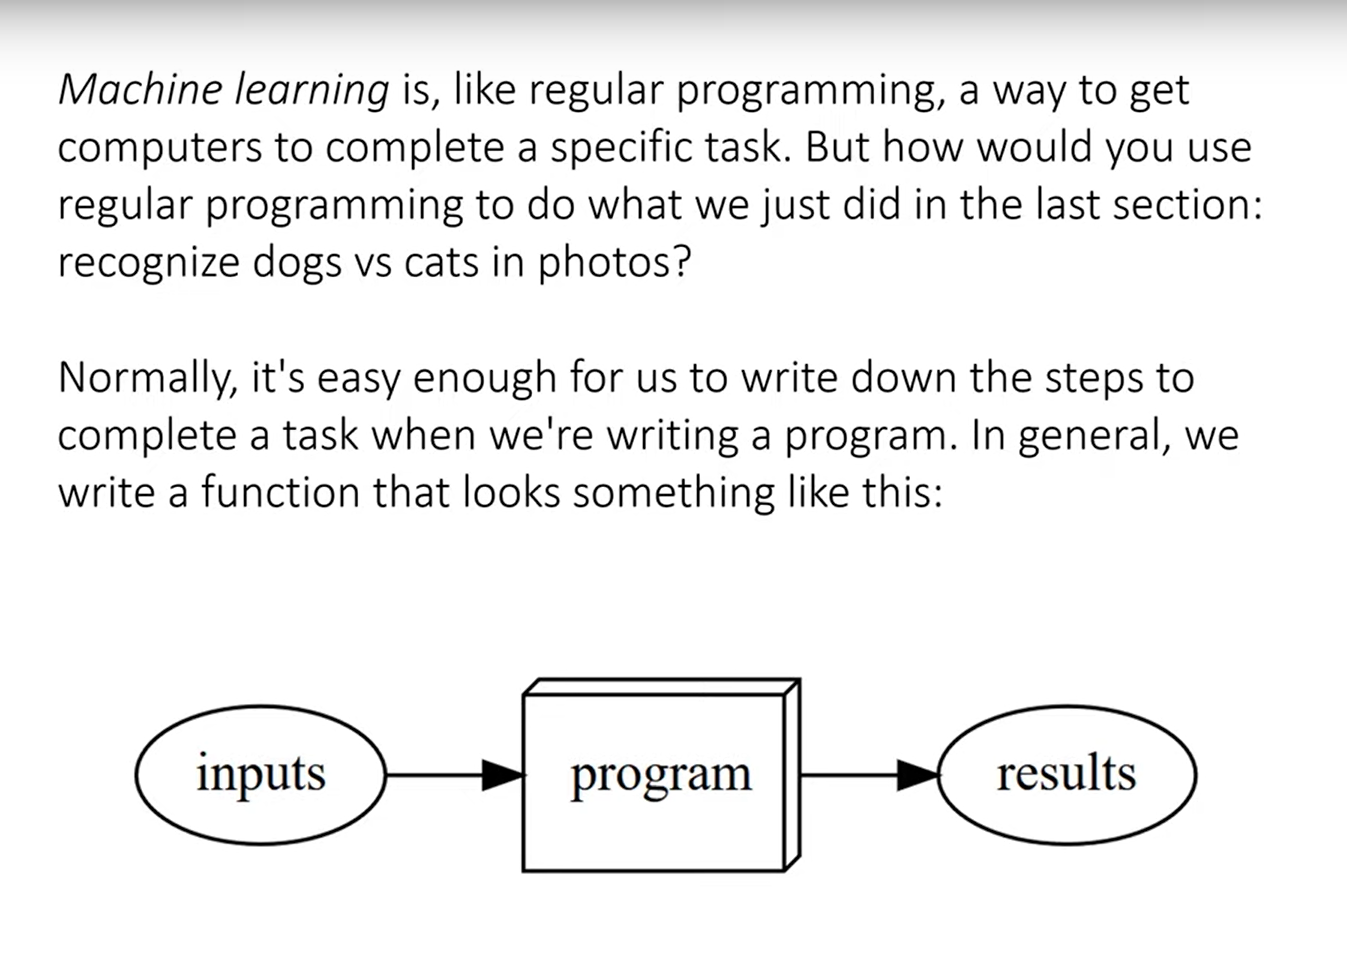 Machine learning is, like regular programming, a way to get
computers to complete a specific task. But how would you use
regular programming to do what we just did in the last section:
recognize dogs vs cats in photos?
Normally, it's easy enough for us to write down the steps to
complete a task when we're writing a program. In general, we
write a function that looks something like this:
inputs
program
results